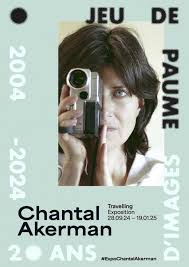 JEU DE
PAUME
2004
-2024
Chantal
Akerman
Travelling
Exposition
28.09.24 – 19.01.25
D'IMAGES
20 ANS
#ExpoChantalAkerman